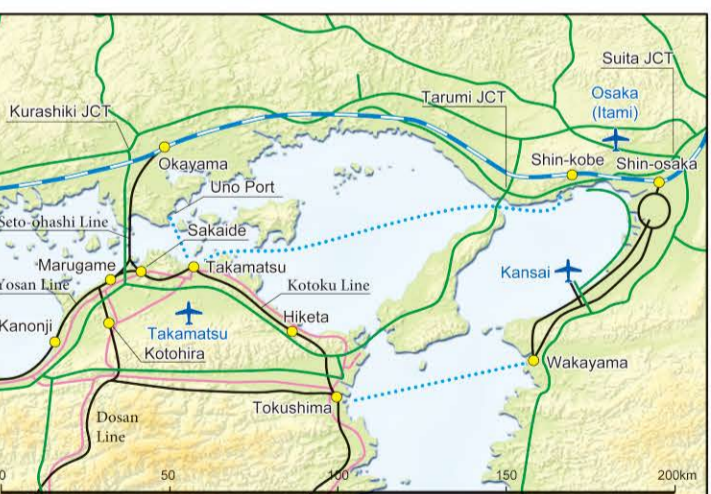 Suita JCT
Osaka
(Itami)
Tarumi JCT
Kurashiki JCT
Okayama
Shin-kobe
Shin-osaka
Uno Port
Seto-ohashi Line
Sakaide
Marugame
Takamatsu
Kansai
Yosan Line
Kotoku Line
Kanonji
Takamatsu
Hiketa
Kotohira
Wakayama
Tokushima
Dosan
Line
0
50
100
150
200km